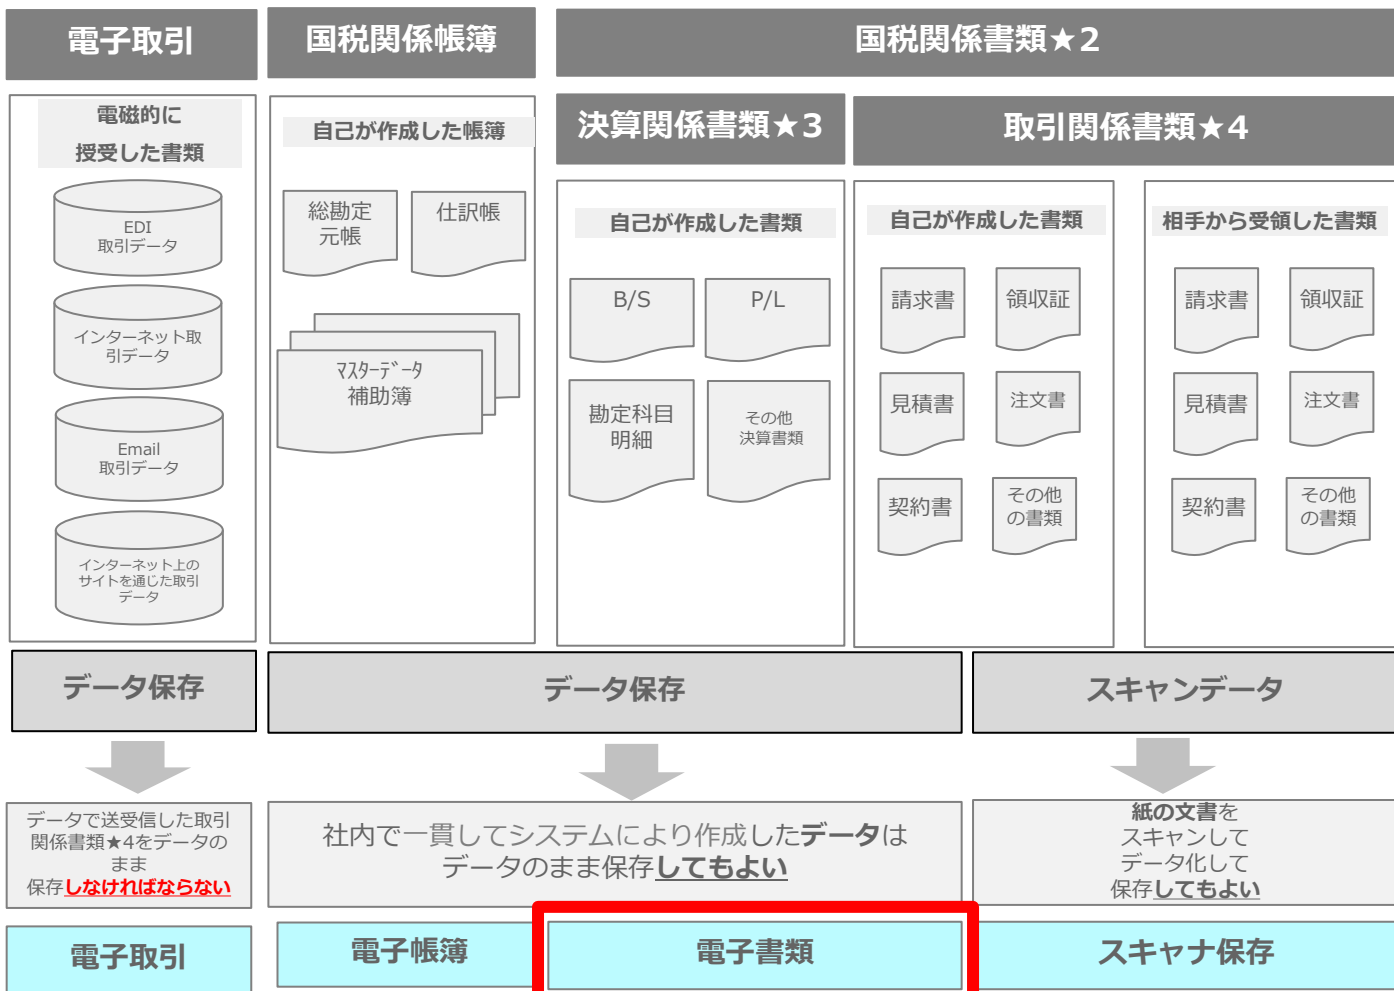 電子取引
国税関係帳簿
国税関係書類★2
電磁的に
授受した書類
自己が作成した帳簿
決算関係書類★3
取引関係書類★4
EDI
取引データ
インターネット取
引データ
Email
取引データ
インターネット上の
サイトを通じた取引
データ
総勘定
元帳
仕訳帳
ﾏｽﾀｰﾃﾞｰﾀ
補助簿
自己が作成した書類
B/S
P/L
勘定科目
明細
その他
決算書類
自己が作成した書類
請求書
領収証
見積書
注文書
契約書
その他
の書類
相手から受領した書類
請求書
領収証
見積書
注文書
契約書
その他
の書類
データ保存
データ保存
スキャンデータ
データで送受信した取引
関係書類★4をデータの
まま
保存しなければならない
社内で一貫してシステムにより作成したデータは
データのまま保存してもよい
紙の文書を
スキャンして
データ化して
保存してもよい
電子取引
電子帳簿
電子書類
スキャナ保存